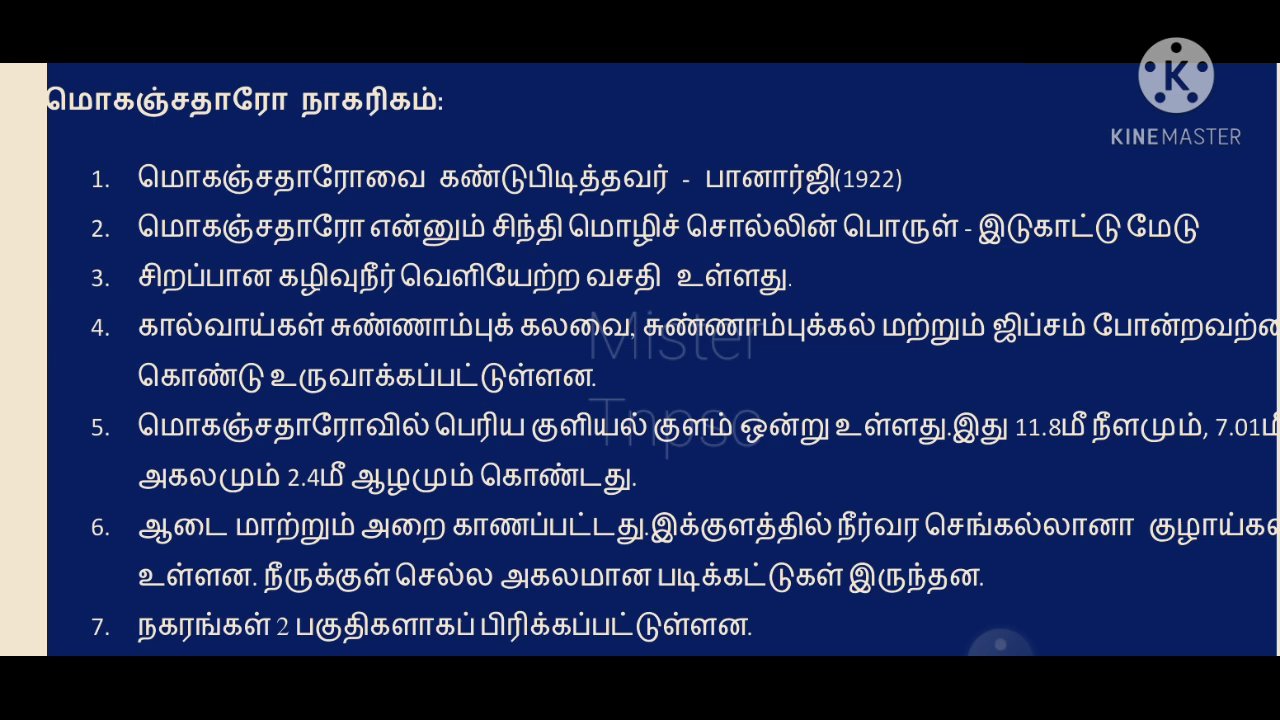 மொகஞ்சதாரோ நாகரிகம்:
KINEMASTER
1. மொகஞ்சதாரோவை கண்டுபிடித்தவர் - பானார்ஜி(1922)
2. மொகஞ்சதாரோ என்னும் சிந்தி மொழிச் சொல்லின் பொருள் - இடுகாட்டு மேடு
3. சிறப்பான கழிவுநீர் வெளியேற்ற வசதி உள்ளது.
4. கால்வாய்கள் சுண்ணாம்புக் கலவை, சுண்ணாம்புக்கல் மற்றும் ஜிப்சம்
கொண்டு உருவாக்கப்பட்டுள்ளன.
5. மொகஞ்சதாரோவில் பெரிய குளியல் குளம் ஒன்று உள்ளது.இது 11.8மீ நீளமும், 7.01
அகலமும் 2.4மீ ஆழமும் கொண்டது.
6. ஆடை மாற்றும் அறை காணப்பட்டது.இக்குளத்தில் நீர்வர செங்கல்லானா
உள்ளன. நீருக்குள் செல்ல அகலமான படிக்கட்டுகள் இருந்தன.
7. நகரங்கள் 2 பகுதிகளாகப் பிரிக்கப்பட்டுள்ளன.
Mister
Tnpsc